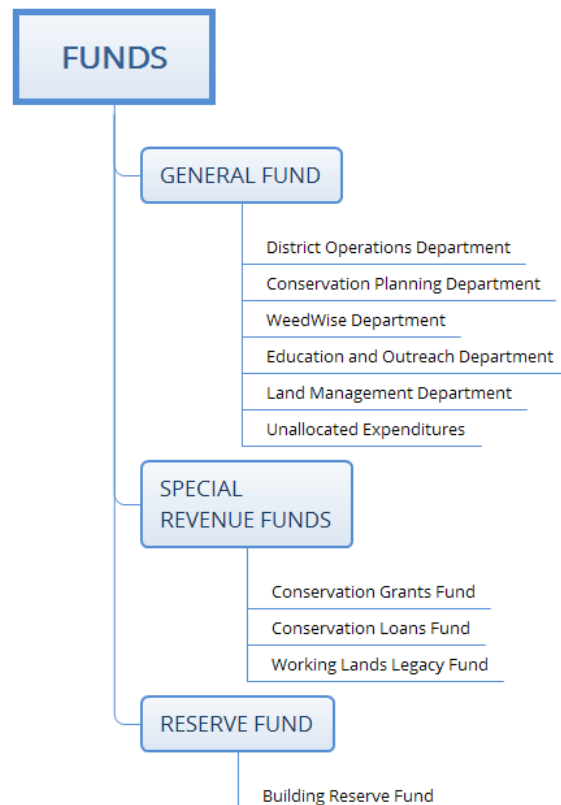 FUNDS
GENERAL FUND
District Operations Department
Conservation Planning Department
WeedWise Department
Education and Outreach Department
Land Management Department
Unallocated Expenditures
SPECIAL
REVENUE FUNDS
Conservation Grants Fund
Conservation Loans Fund
Working Lands Legacy Fund
RESERVE FUND
Building Reserve Fund